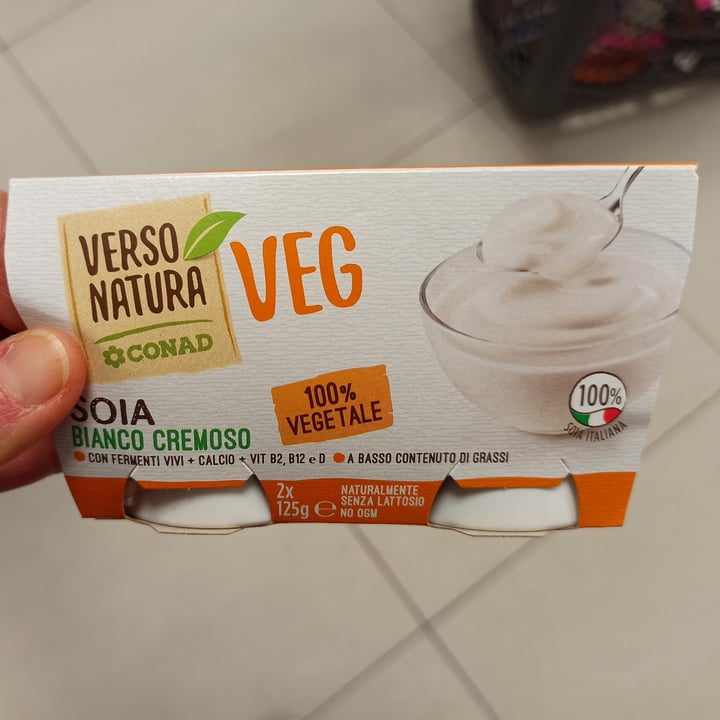 VERSO
NATURA
CONAD
VEG
100%
VEGETALE
SOIA
BIANCO CREMOSO
CON FERMENTI VIVI + CALCIO + VIT B2, B12 e D
A BASSO CONTENUTO DI GRASSI
100%
SOIA ITALIANA
2x
125g ℮
NATURALMENTE
SENZA LATTOSIO
NO OGM